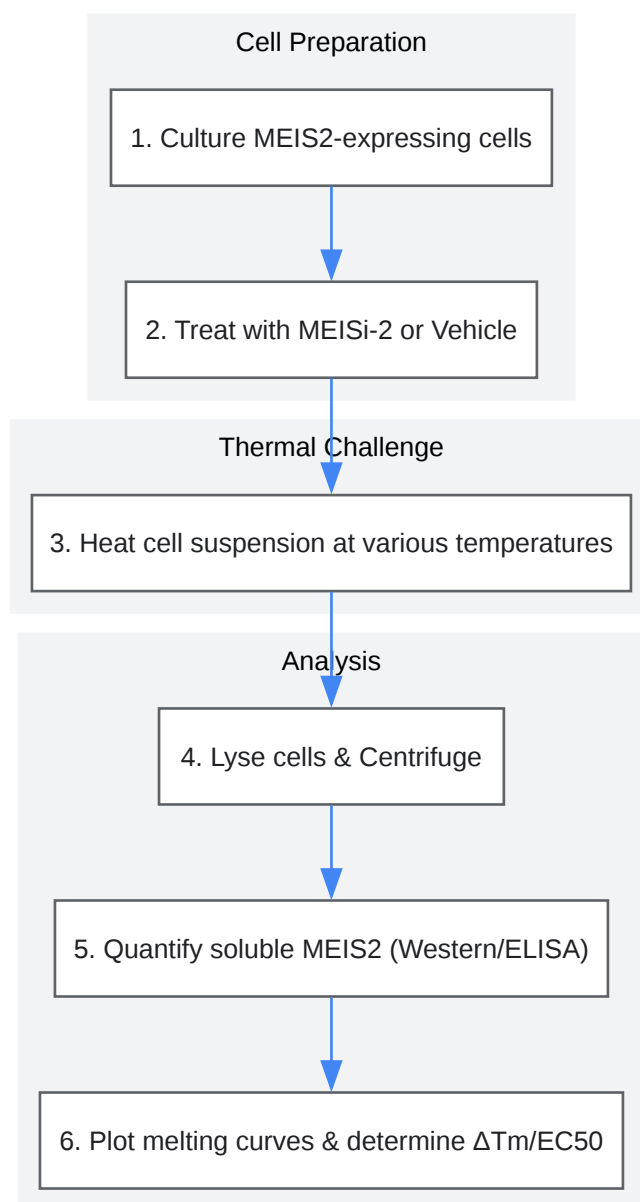 Cell Preparation
1. Culture MEIS2-expressing cells
2. Treat with MEISi-2 or Vehicle
Thermal Challenge
3. Heat cell suspension at various temperatures
Analysis
4. Lyse cells & Centrifuge
5. Quantify soluble MEIS2 (Western/ELISA)
6. Plot melting curves & determine ΔTm/EC50